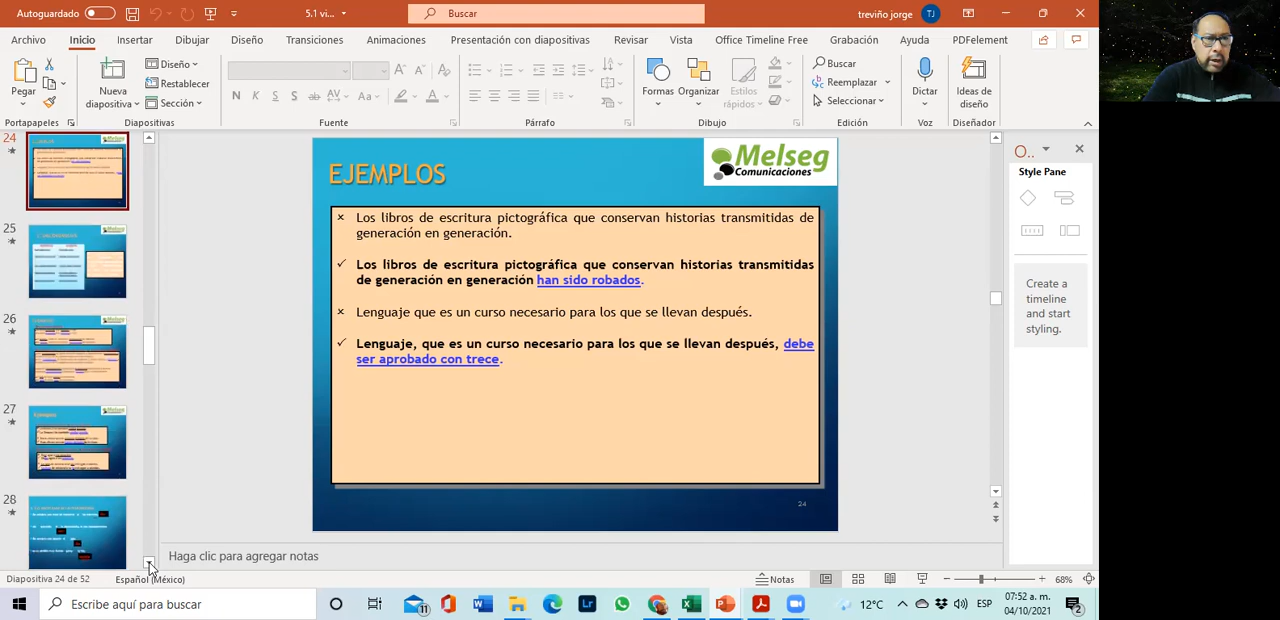 Autoguardado
5.1 vi...
Buscar
treviño jorge
TJ
Archivo
Inicio
Insertar
Dibujar
Diseño
Transiciones
Animaciones
Presentación con diapositivas
Revisar
Vista
Office Timeline Free
Grabación
Ayuda
PDFelement
Pegar
Nueva
diapositiva
Diseño
Restablecer
Sección
N K S S ab AV Aa A
Formas
Organizar
Estilos
rápidos
Buscar
Reemplazar
Seleccionar
Dictar
Ideas de
diseño
Portapapeles
Diapositivas
Fuente
Párrafo
Dibujo
Edición
Voz
Diseñador
24
25
26
27
28
EJEMPLOS
Melseg
Comunicaciones
× Los libros de escritura pictográfica que conservan historias transmitidas de
generación en generación.
✓ Los libros de escritura pictográfica que conservan historias transmitidas
de generación en generación han sido robados.
× Lenguaje que es un curso necesario para los que se llevan después.
✓ Lenguaje, que es un curso necesario para los que se llevan después, debe
ser aprobado con trece.
24
O..
Style Pane
Create a
timeline and
start
styling.
Haga clic para agregar notas
Diapositiva 24 de 52
Español (México)
Notas
68%
Escribe aquí para buscar
11
12°C
ESP
07:52 a. m.
04/10/2021
2